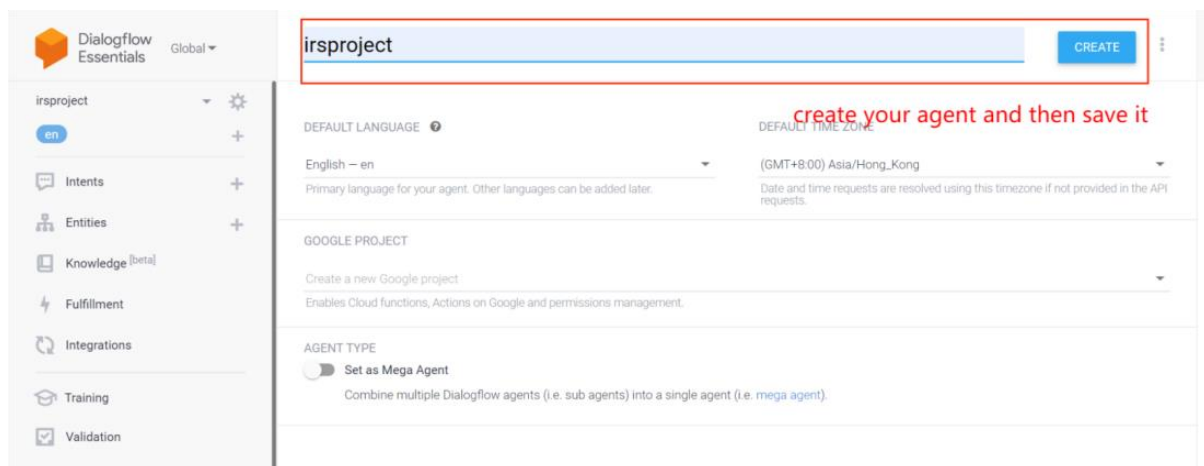 Dialogflow
Essentials
Global
irsproject
CREATE
irsproject
en
Intents
Entities
Knowledge [beta]
Fulfillment
Integrations
Training
Validation
create your agent and then save it
DEFAULT LANGUAGE
DEFAULT TIME ZONE
English – en
(GMT+8:00) Asia/Hong_Kong
Primary language for your agent. Other languages can be added later.
Date and time requests are resolved using this timezone if not provided in the API
requests.
GOOGLE PROJECT
Create a new Google project
Enables Cloud functions, Actions on Google and permissions management.
AGENT TYPE
Set as Mega Agent
Combine multiple Dialogflow agents (i.e. sub agents) into a single agent (i.e. mega agent).